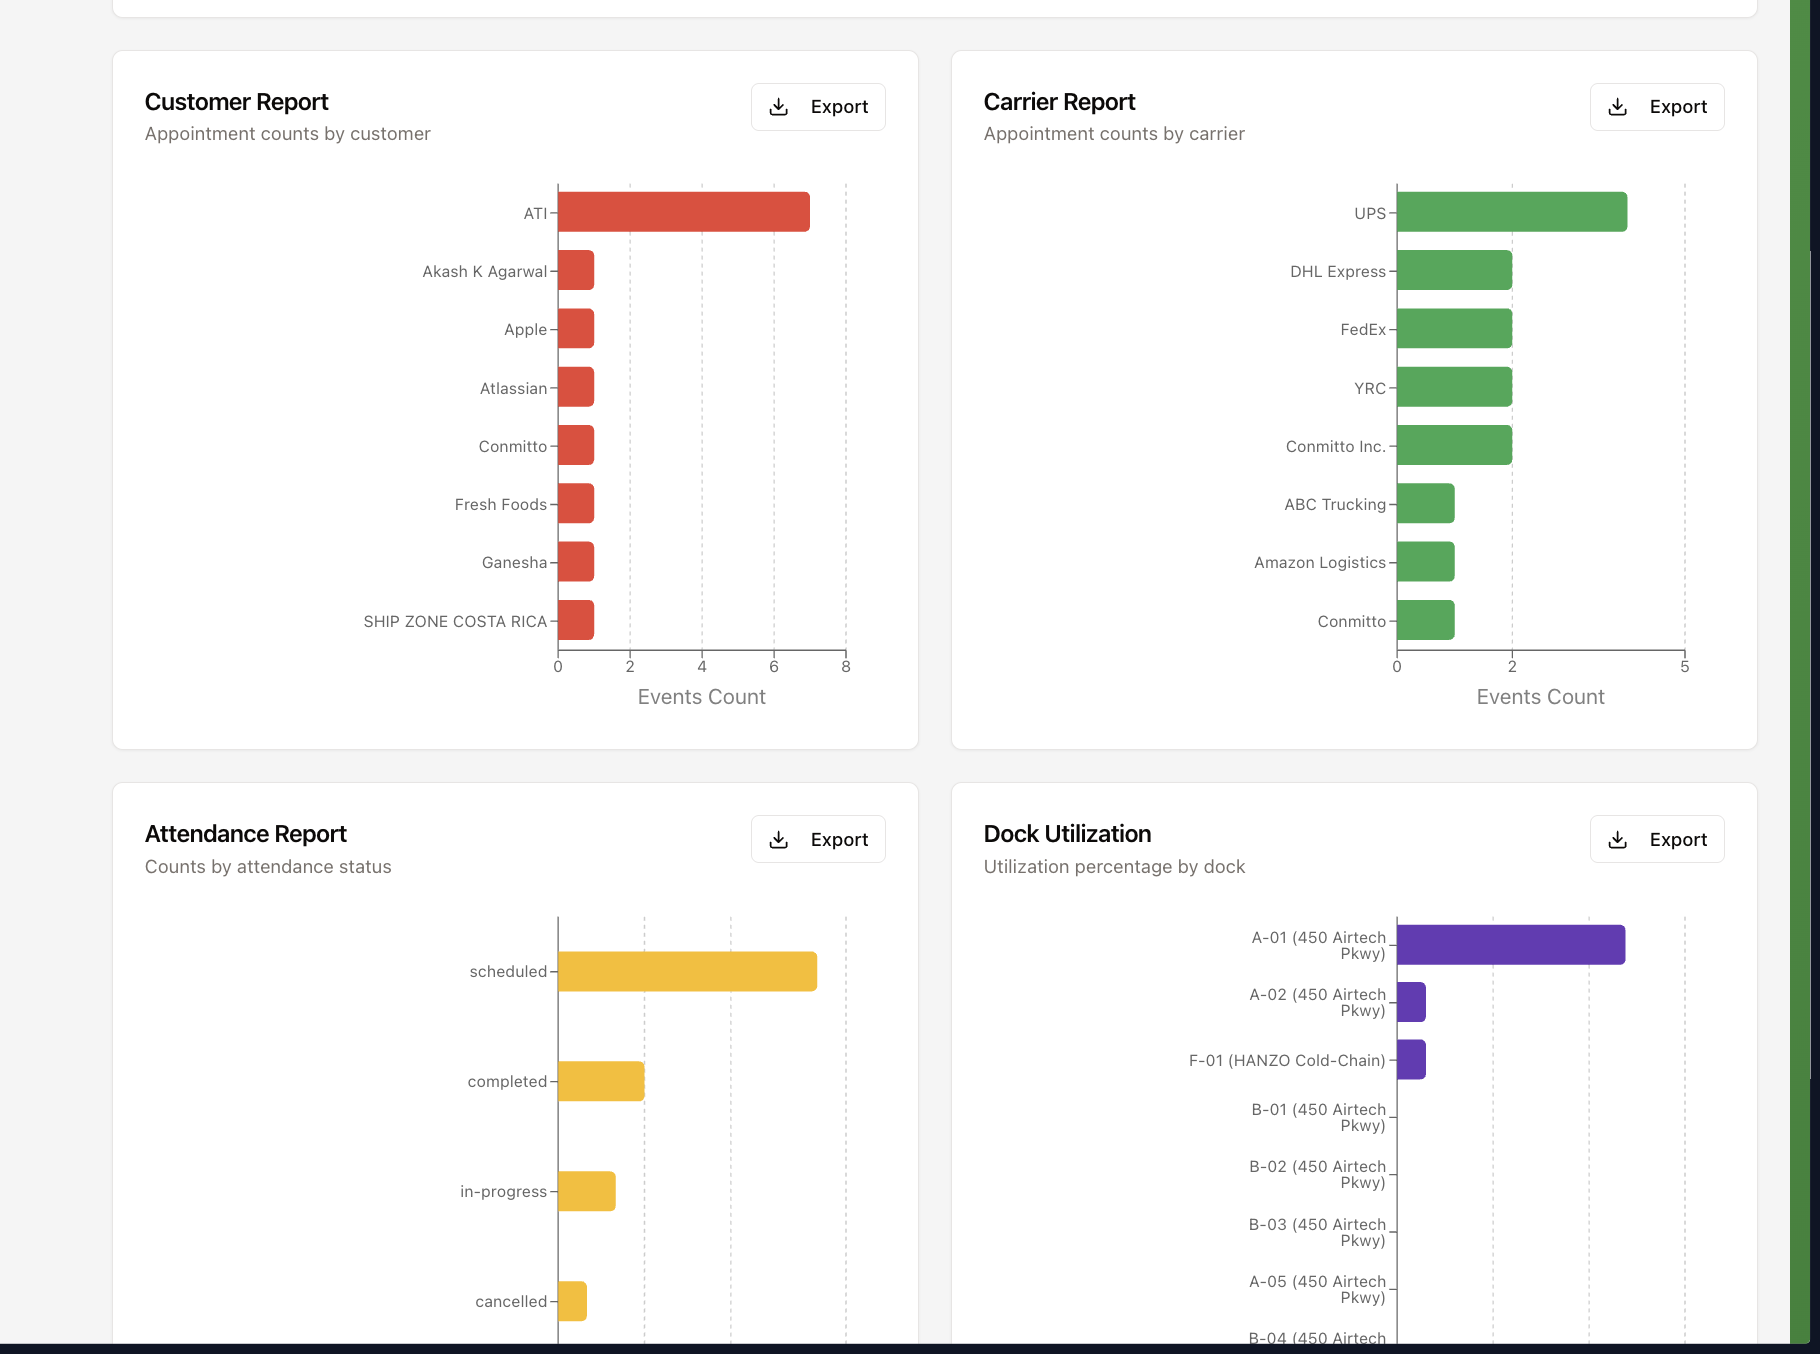 Customer Report
Appointment counts by customer
Export
ATI
Akash K Agarwal
Apple
Atlassian
Conmitto
Fresh Foods
Ganesha
SHIP ZONE COSTA RICA
0 2 4 6 8
Events Count
Carrier Report
Appointment counts by carrier
Export
UPS
DHL Express
FedEx
YRC
Conmitto Inc.
ABC Trucking
Amazon Logistics
Conmitto
0 2 5
Events Count
Attendance Report
Counts by attendance status
Export
scheduled
completed
in-progress
cancelled
Dock Utilization
Utilization percentage by dock
Export
A-01 (450 Airtech
Pkwy)
A-02 (450 Airtech
Pkwy)
F-01 (HANZO Cold-Chain)
B-01 (450 Airtech
Pkwy)
B-02 (450 Airtech
Pkwy)
B-03 (450 Airtech
Pkwy)
A-05 (450 Airtech
Pkwy)
B-04 (450 Airtech